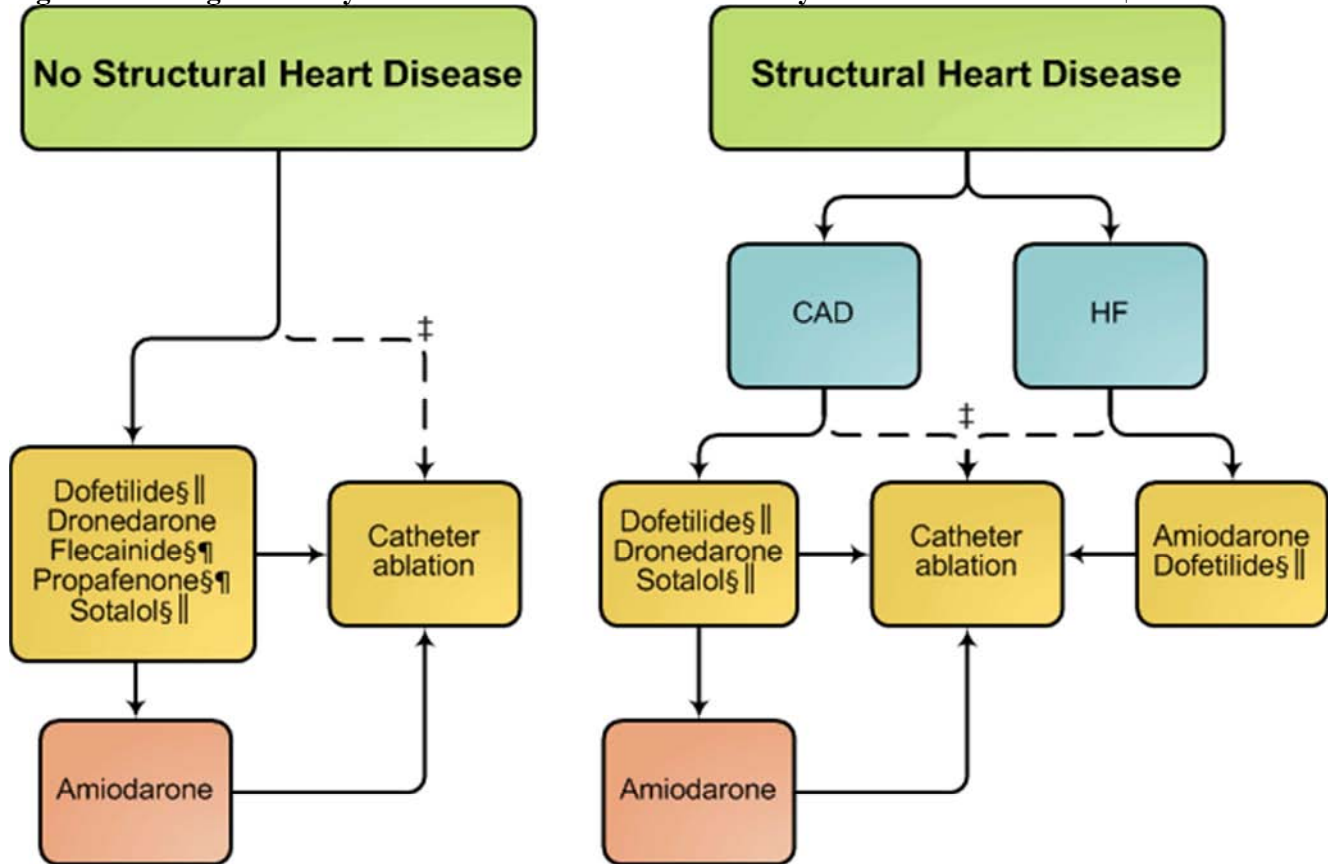 No Structural Heart Disease
Structural Heart Disease
CAD
HF
‡
‡
Dofetilide§||
Dronedarone
Flecainide§¶
Propafenone§¶
Sotalol§||
Catheter
ablation
Dofetilide§||
Dronedarone
Sotalol§||
Catheter
ablation
Amiodarone
Dofetilide§||
Amiodarone
Amiodarone